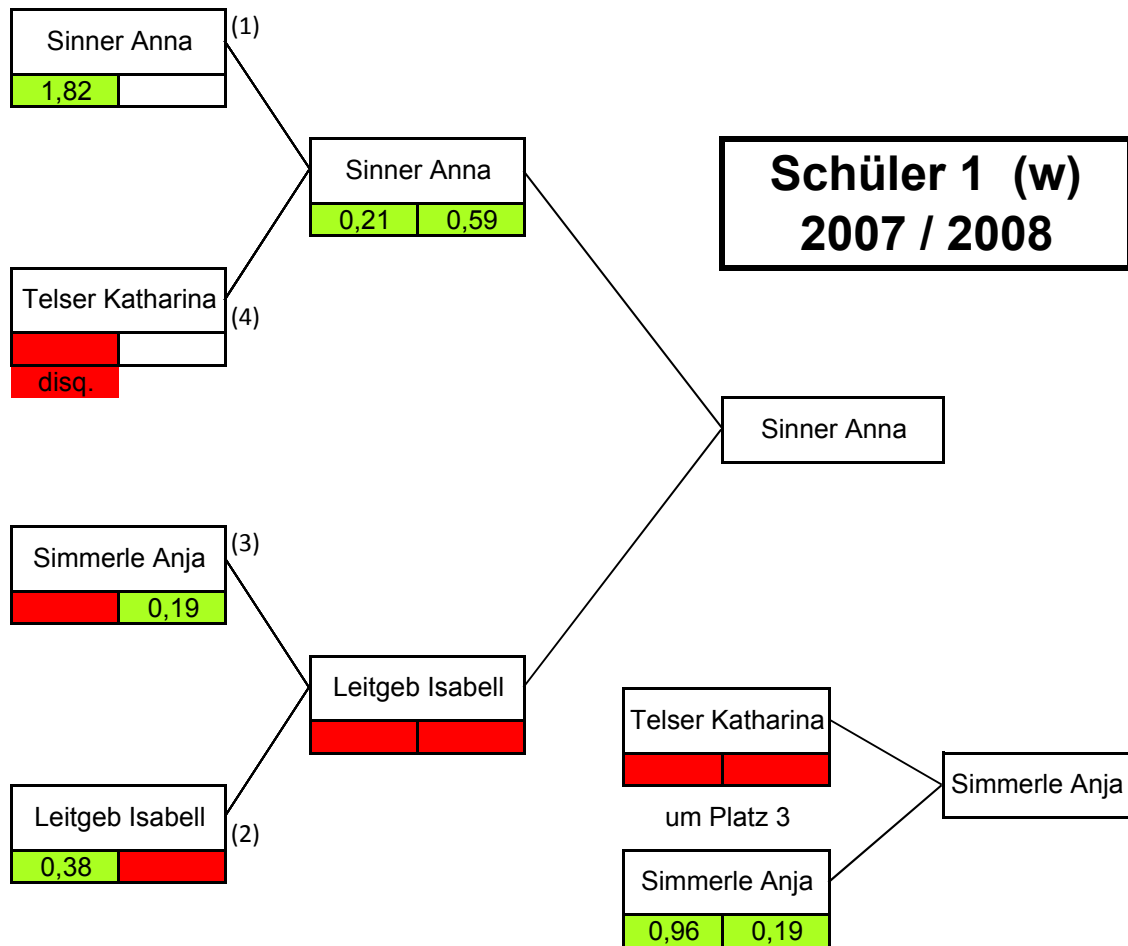 Sinner Anna
(1)
1,82
Sinner Anna
0,21 0,59
Schüler 1 (w)
2007 / 2008
Telser Katharina
(4)
disq.
Sinner Anna
Simmerle Anja
(3)
0,19
Leitgeb Isabell
Telser Katharina
Simmerle Anja
um Platz 3
Leitgeb Isabell
(2)
0,38
Simmerle Anja
0,96 0,19